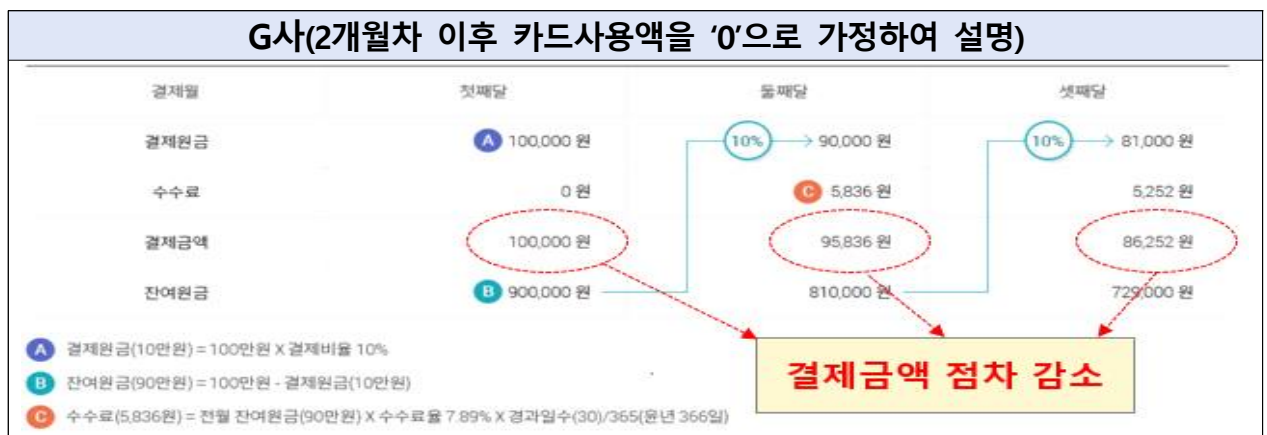 G사(2개월차 이후 카드사용액을 '0'으로 가정하여 설명)
결제월 첫째달 둘째달 셋째달
결제원금 A 100,000 원 10% 90,000 원 10% 81,000 원
수수료 0 원 C 5,836 원 5,252 원
결제금액 100,000 원 95,836 원 86,252 원
잔여원금 B 900,000 원 810,000 원 729,000 원
A 결제원금(10만원) = 100만원 X 결제비율 10%
B 잔여원금(90만원) = 100만원 - 결제원금(10만원)
C 수수료(5,836원) = 전월 잔여원금(90만원) X 수수료율 7.89% X 경과일수(30)/365(윤년 366일)
결제금액 점차 감소